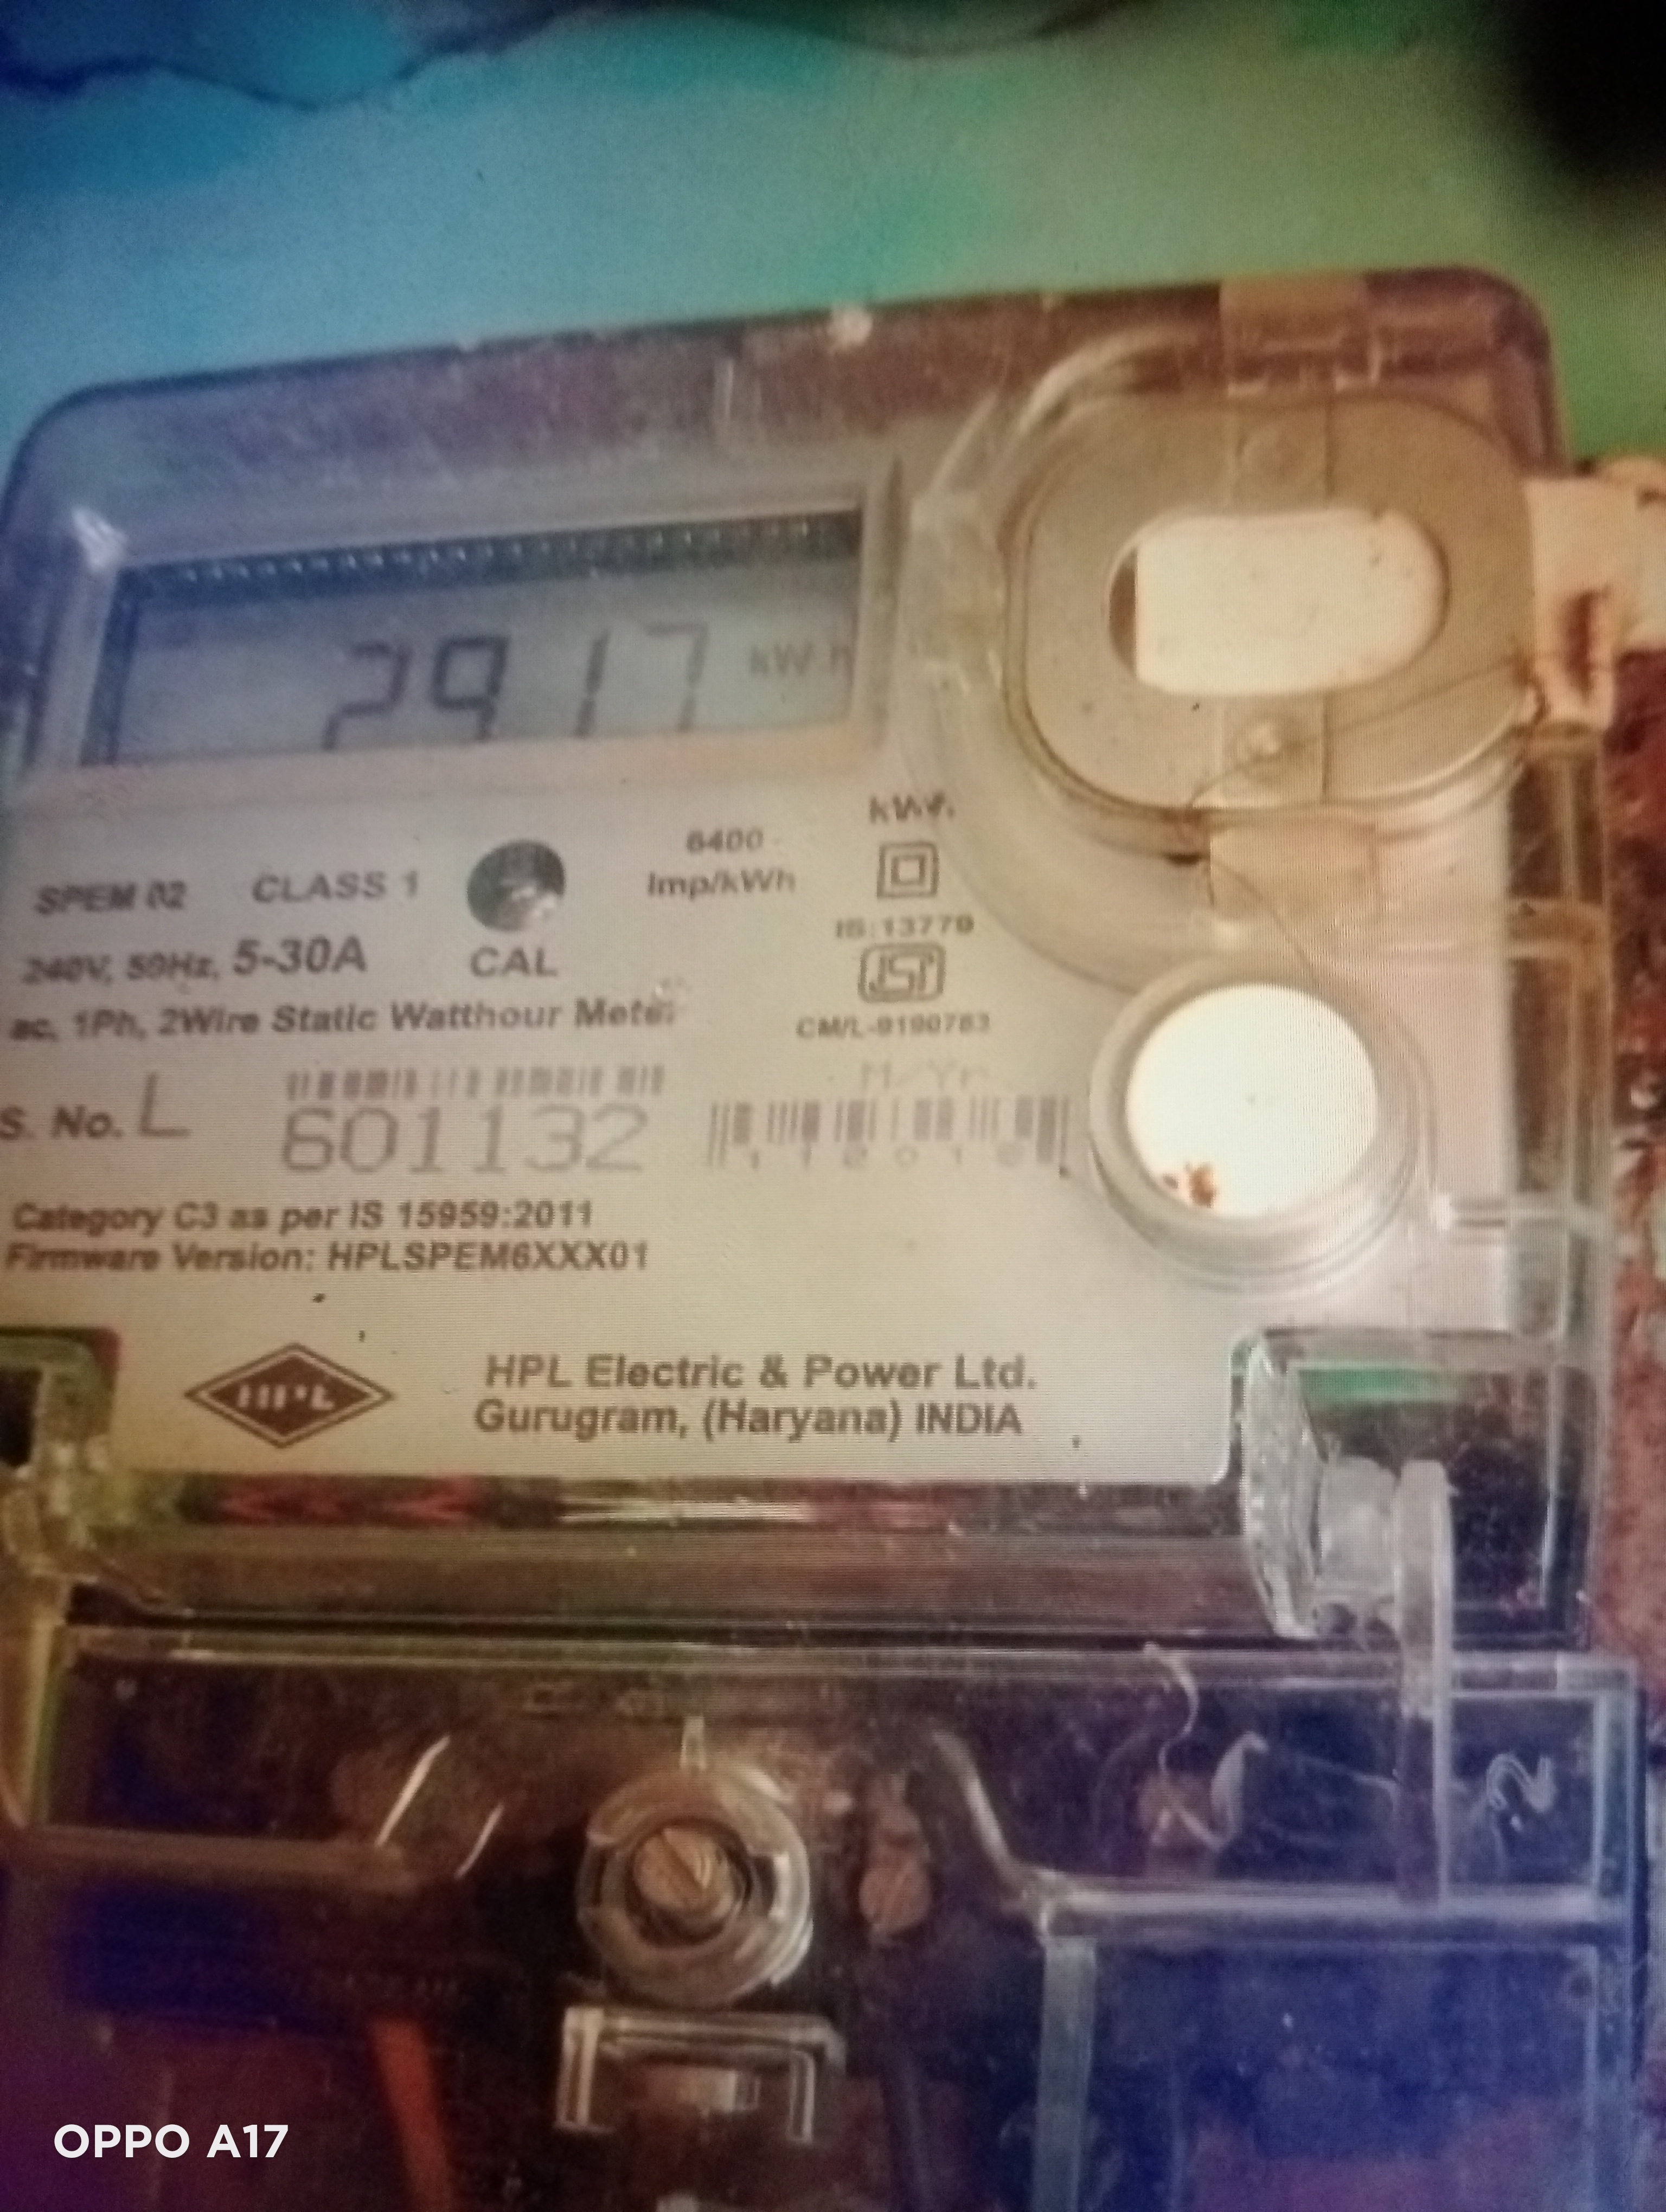 2917 kWh
SPEM 02 CLASS 1
6400
Imp/kWh
240V, 50Hz, 5-30A
CAL
IS:13779
ISI
ac, 1Ph, 2Wire Static Watthour Meter
CM/L-9190783
M/Yr
S. No. L 601132
Category C3 as per IS 15959:2011
Firmware Version: HPLSPEM6XXX01
HPL
HPL Electric & Power Ltd.
Gurugram, (Haryana) INDIA
2
OPPO A17